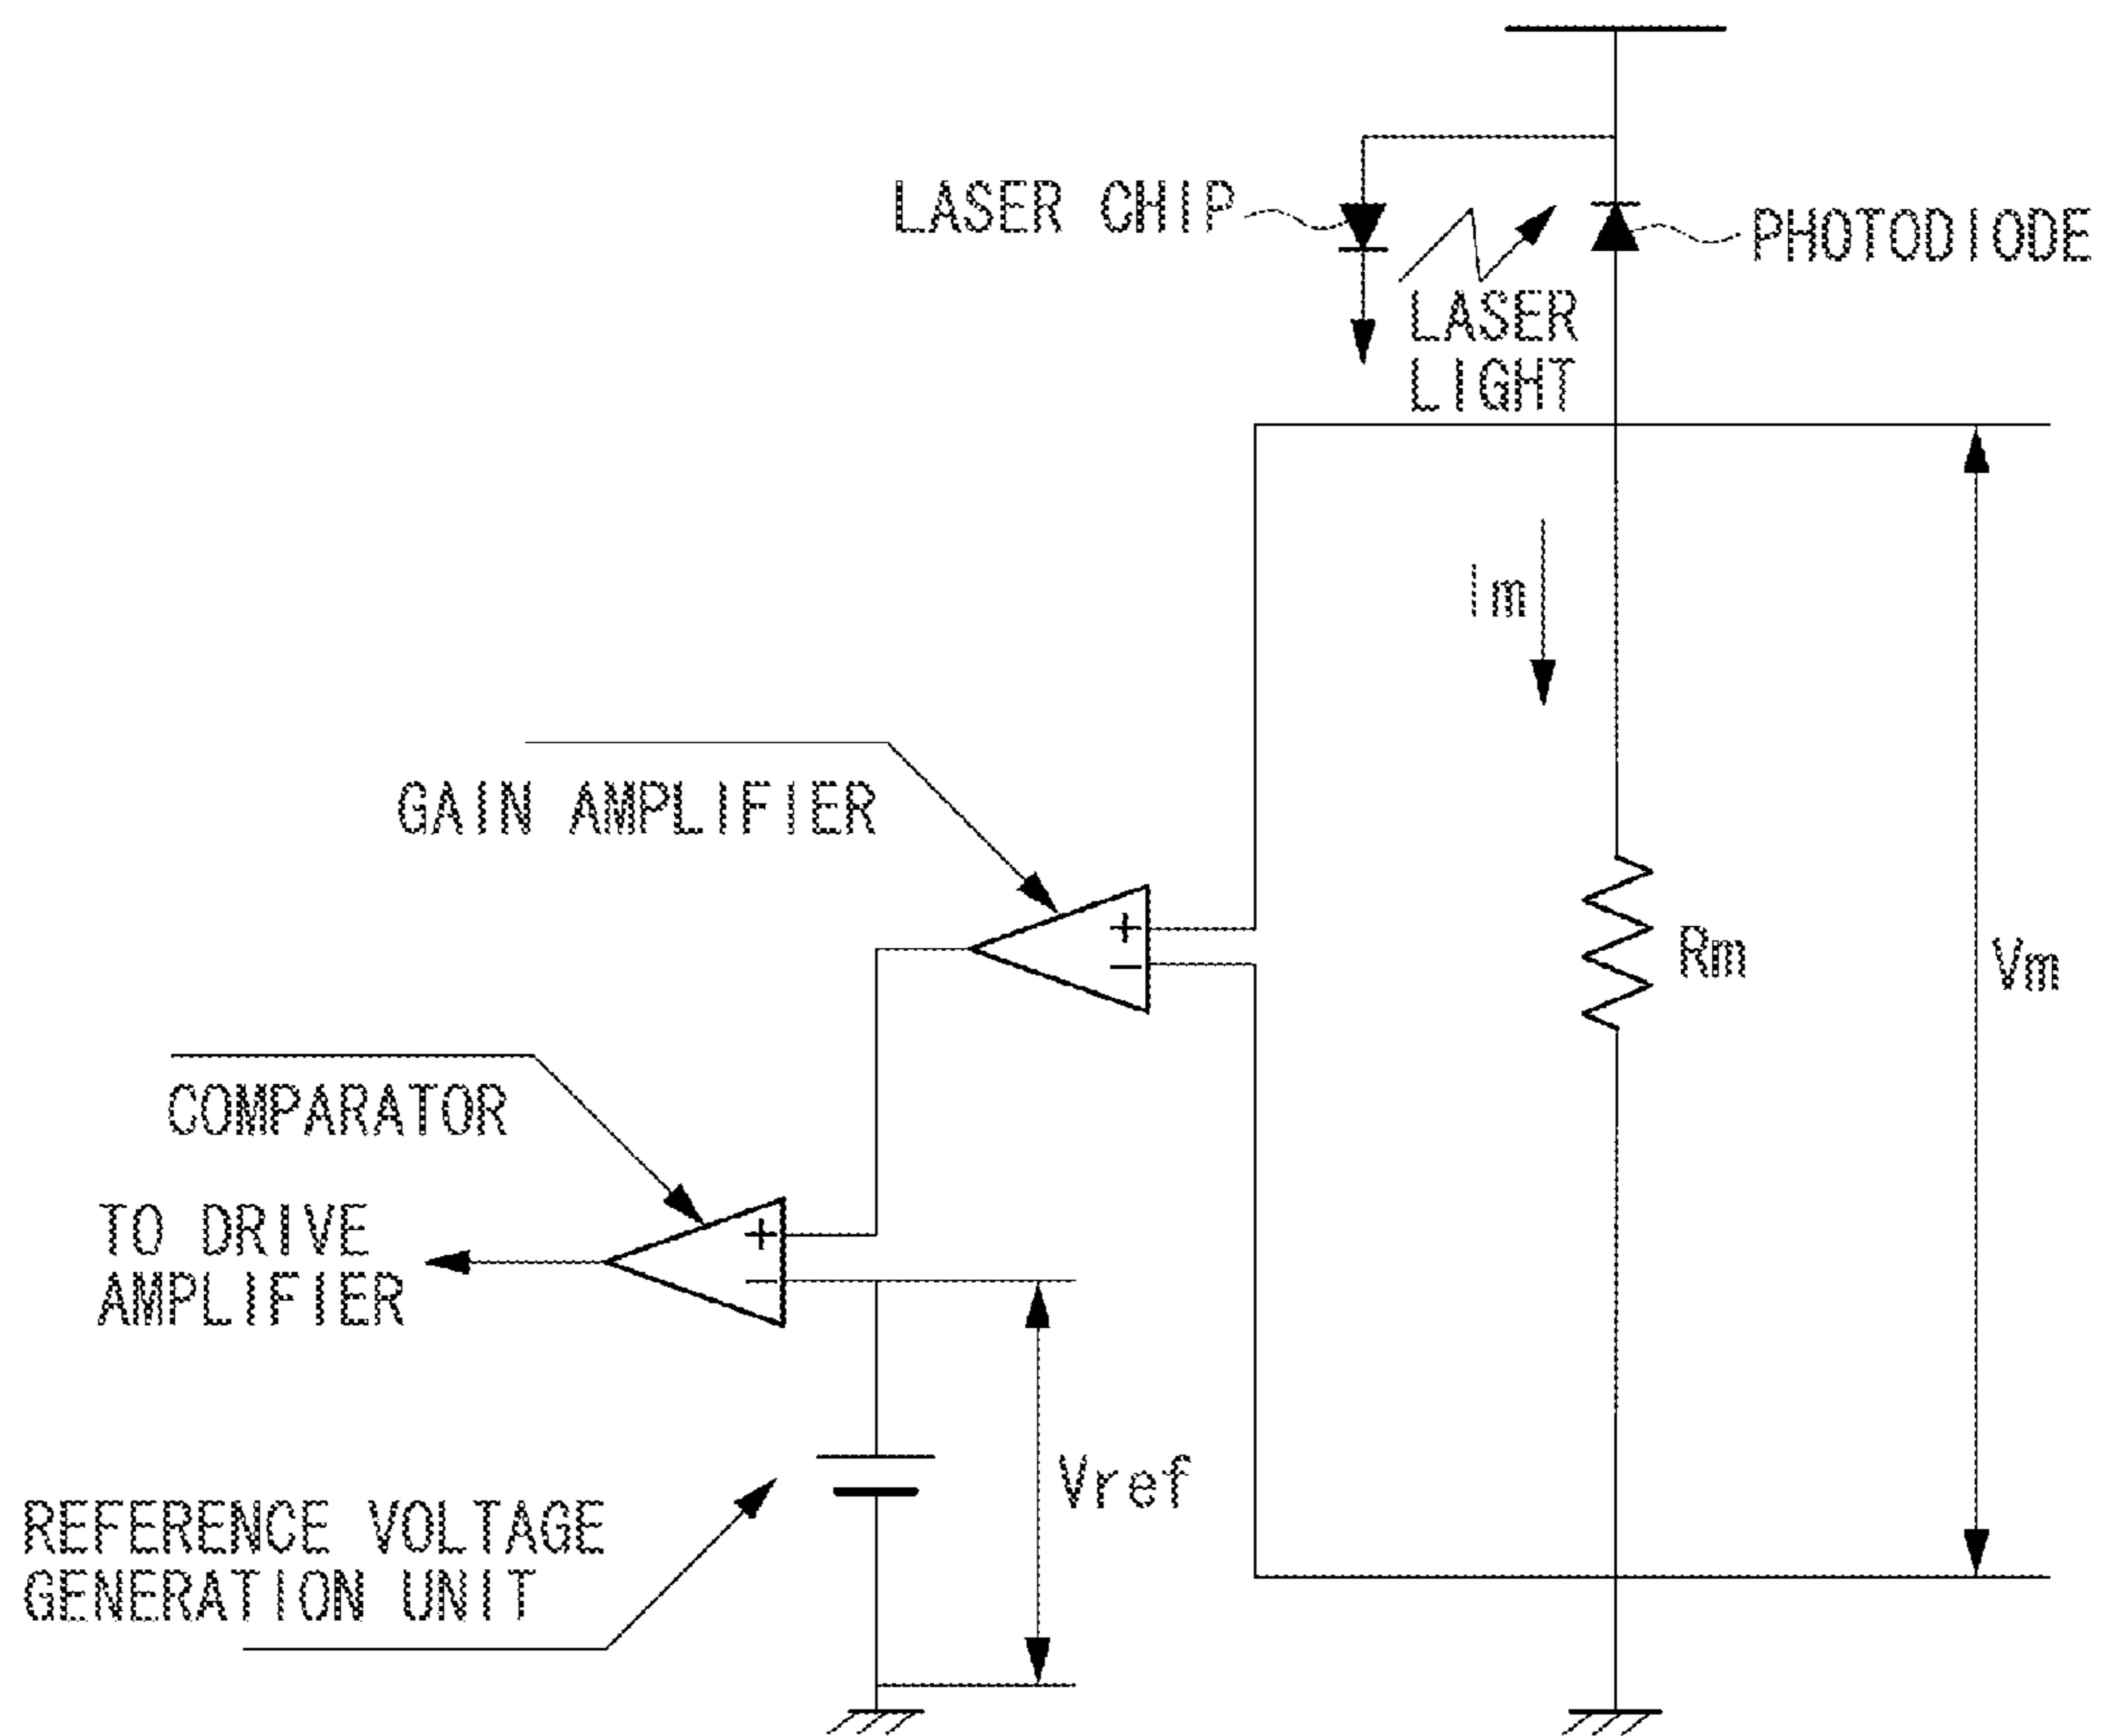 LASER CHIP
PHOTODIODE
LASER
LIGHT
Im
GAIN AMPLIFIER
+
−
Rm
Vm
COMPARATOR
TO DRIVE
AMPLIFIER
+
−
Vref
REFERENCE VOLTAGE
GENERATION UNIT